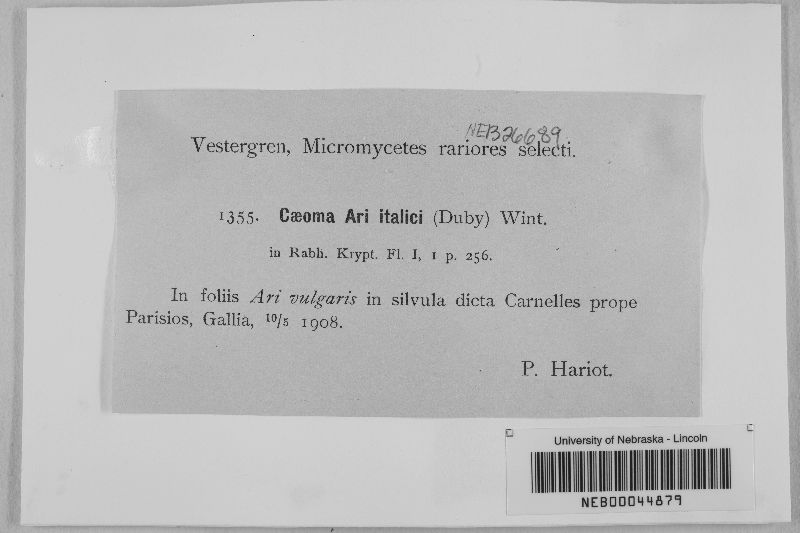 NEB26689
Vestergren, Micromycetes rariores selecti.
1355. Cæoma Ari italici (Duby) Wint.
in Rabh. Krypt. Fl. I, 1 p. 256.
In foliis Ari vulgaris in silvula dicta Carnelles prope
Parisios, Gallia, 10/5 1908.
P. Hariot.
University of Nebraska - Lincoln
NEB00044879